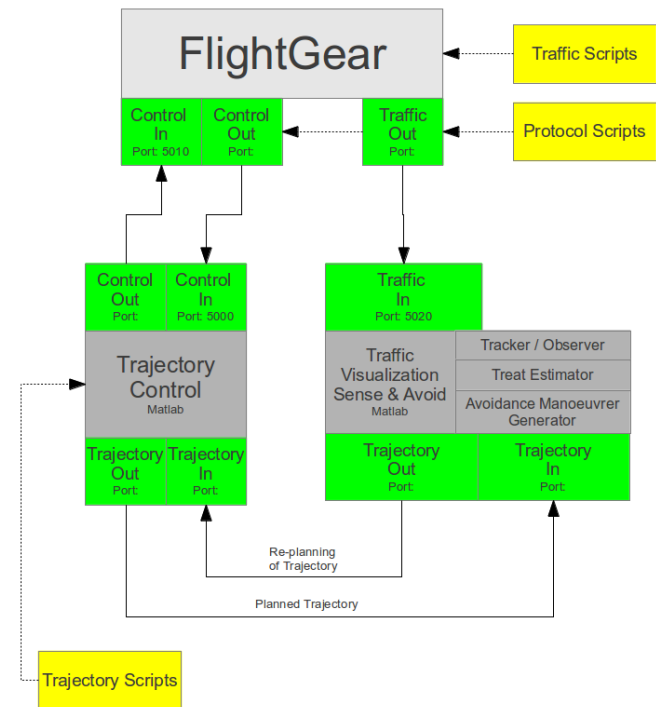 FlightGear
Traffic Scripts
Control
In
Port: 5010
Control
Out
Port:
Traffic
Out
Port:
Protocol Scripts
Control
Out
Port:
Control
In
Port: 5000
Traffic
In
Port: 5020
Trajectory
Control
Matlab
Traffic
Visualization
Sense & Avoid
Matlab
Tracker / Observer
Treat Estimator
Avoidance Manoeuvrer
Generator
Trajectory
Out
Port:
Trajectory
In
Port:
Trajectory
Out
Port:
Trajectory
In
Port:
Re-planning
of Trajectory
Planned Trajectory
Trajectory Scripts